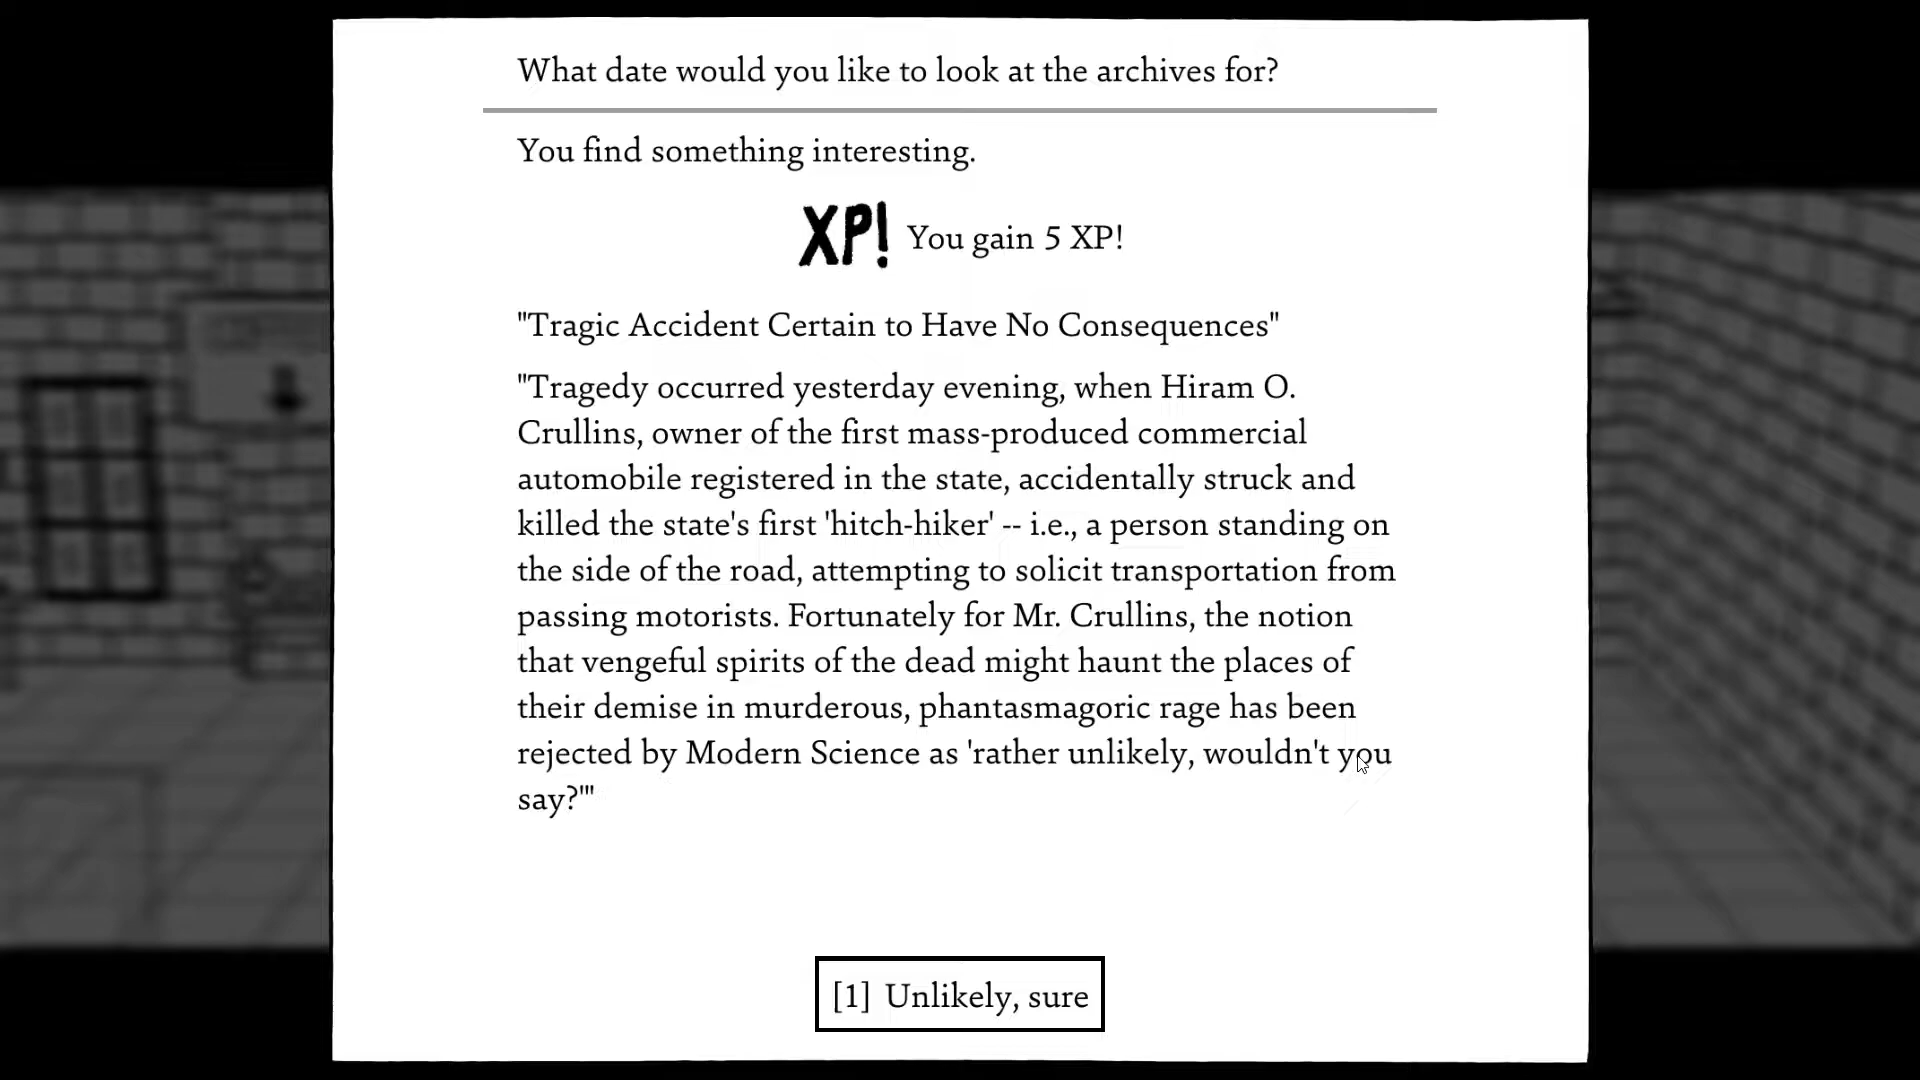 What date would you like to look at the archives for?
You find something interesting.
XP! You gain 5 XP!
"Tragic Accident Certain to Have No Consequences"
"Tragedy occurred yesterday evening, when Hiram O.
Crullins, owner of the first mass-produced commercial
automobile registered in the state, accidentally struck and
killed the state's first 'hitch-hiker' -- i.e., a person standing on
the side of the road, attempting to solicit transportation from
passing motorists. Fortunately for Mr. Crullins, the notion
that vengeful spirits of the dead might haunt the places of
their demise in murderous, phantasmagoric rage has been
rejected by Modern Science as 'rather unlikely, wouldn't you
say?'"
[1] Unlikely, sure